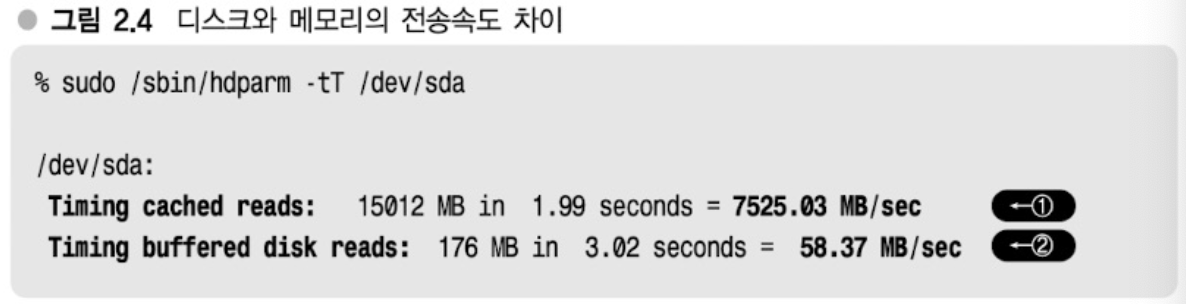 ● 그림 2.4 디스크와 메모리의 전송속도 차이
% sudo /sbin/hdparm -tT /dev/sda
/dev/sda:
Timing cached reads: 15012 MB in 1.99 seconds = 7525.03 MB/sec ←①
Timing buffered disk reads: 176 MB in 3.02 seconds = 58.37 MB/sec ←②